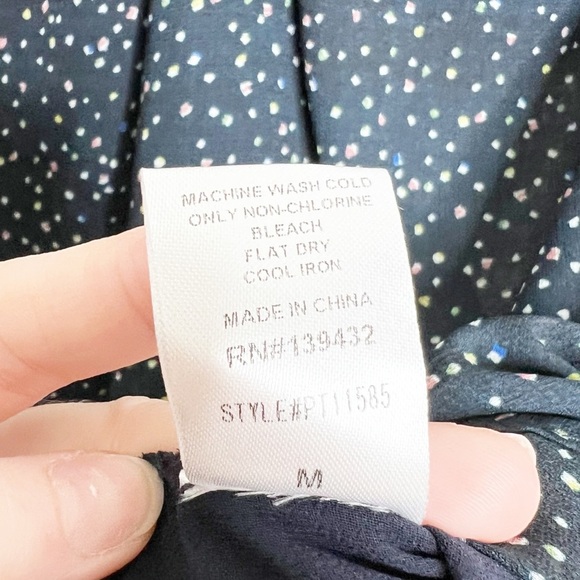 MACHINE WASH COLD
ONLY NON-CHLORINE
BLEACH
FLAT DRY
COOL IRON
MADE IN CHINA
RN#139432
STYLE#PT11585
M